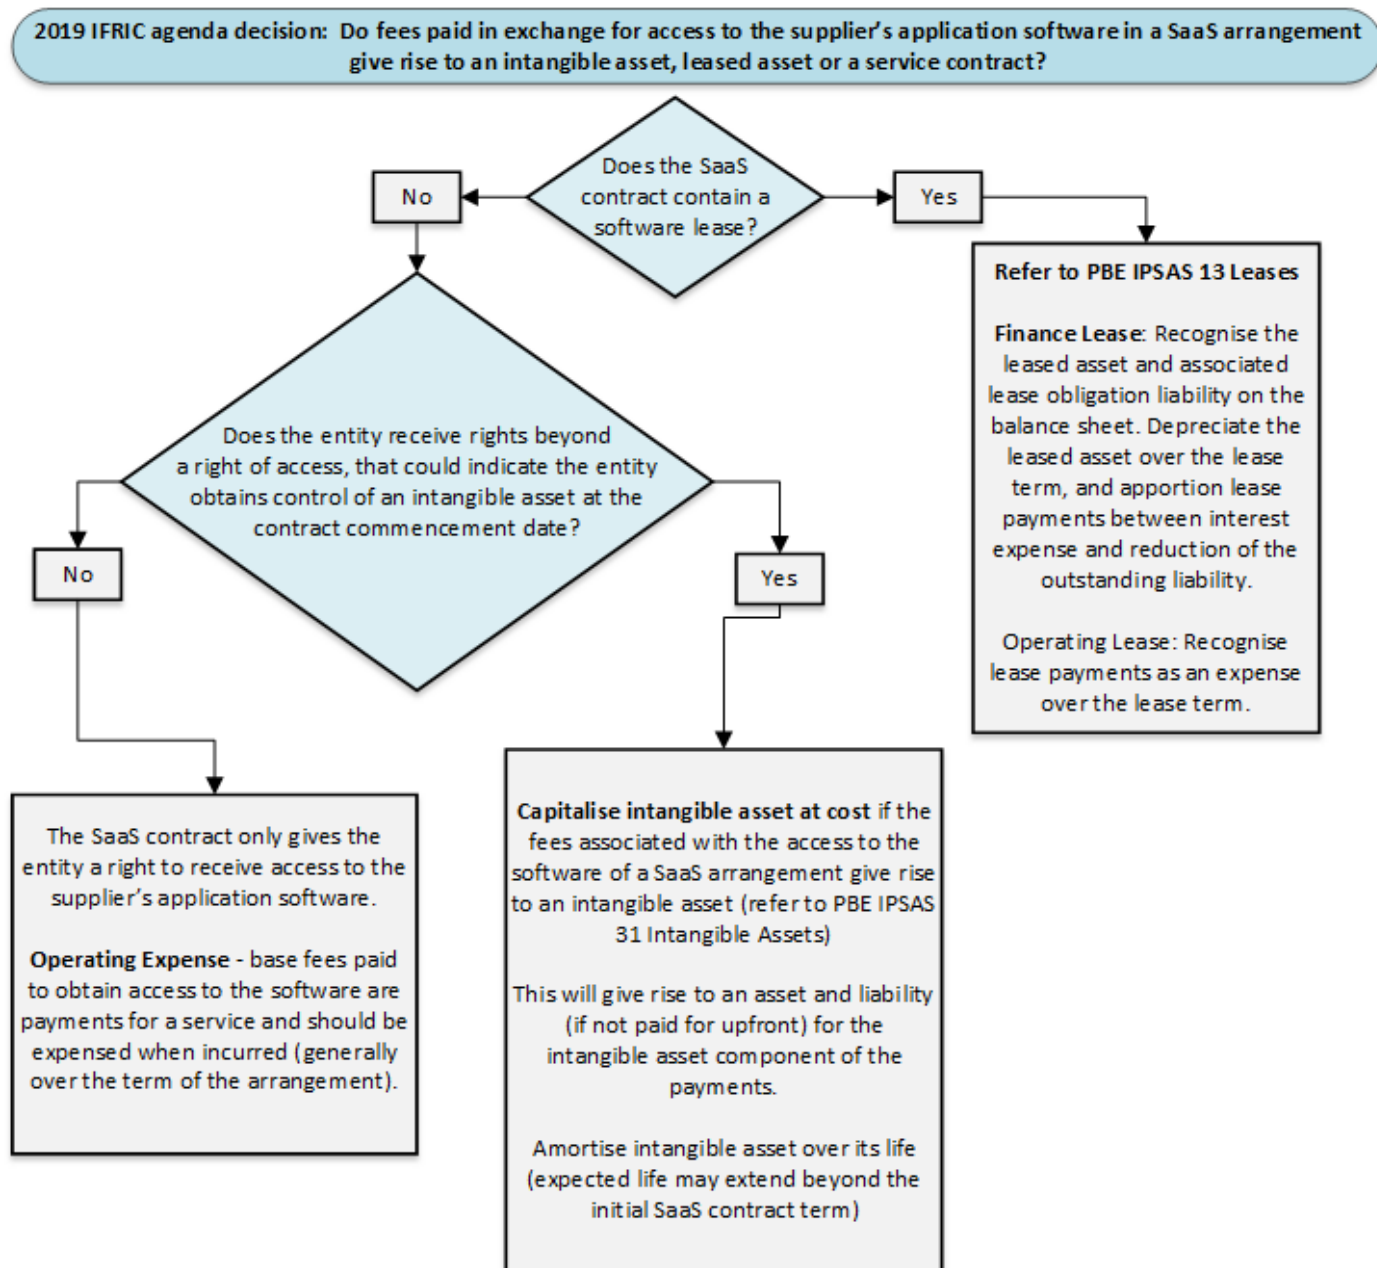 2019 IFRIC agenda decision:  Do fees paid in exchange for access to the supplier's application software in a SaaS arrangement
give rise to an intangible asset, leased asset or a service contract?
Does the SaaS
contract contain a
software lease?
No
Yes
Refer to PBE IPSAS 13 Leases
Finance Lease: Recognise the
leased asset and associated
lease obligation liability on the
balance sheet. Depreciate the
leased asset over the lease
term, and apportion lease
payments between interest
expense and reduction of the
outstanding liability.
Operating Lease: Recognise
lease payments as an expense
over the lease term.
Does the entity receive rights beyond
a right of access, that could indicate the entity
obtains control of an intangible asset at the
contract commencement date?
No
Yes
The SaaS contract only gives the
entity a right to receive access to the
supplier's application software.
Operating Expense - base fees paid
to obtain access to the software are
payments for a service and should be
expensed when incurred (generally
over the term of the arrangement).
Capitalise intangible asset at cost if the
fees associated with the access to the
software of a SaaS arrangement give rise
to an intangible asset (refer to PBE IPSAS
31 Intangible Assets)
This will give rise to an asset and liability
(if not paid for upfront) for the
intangible asset component of the
payments.
Amortise intangible asset over its life
(expected life may extend beyond the
initial SaaS contract term)